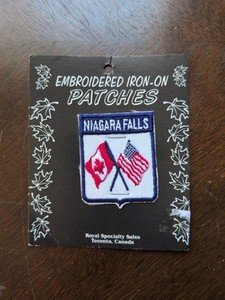 EMBROIDERED IRON-ON
PATCHES
NIAGARA FALLS
Royal Specialty Sales
Toronto, Canada